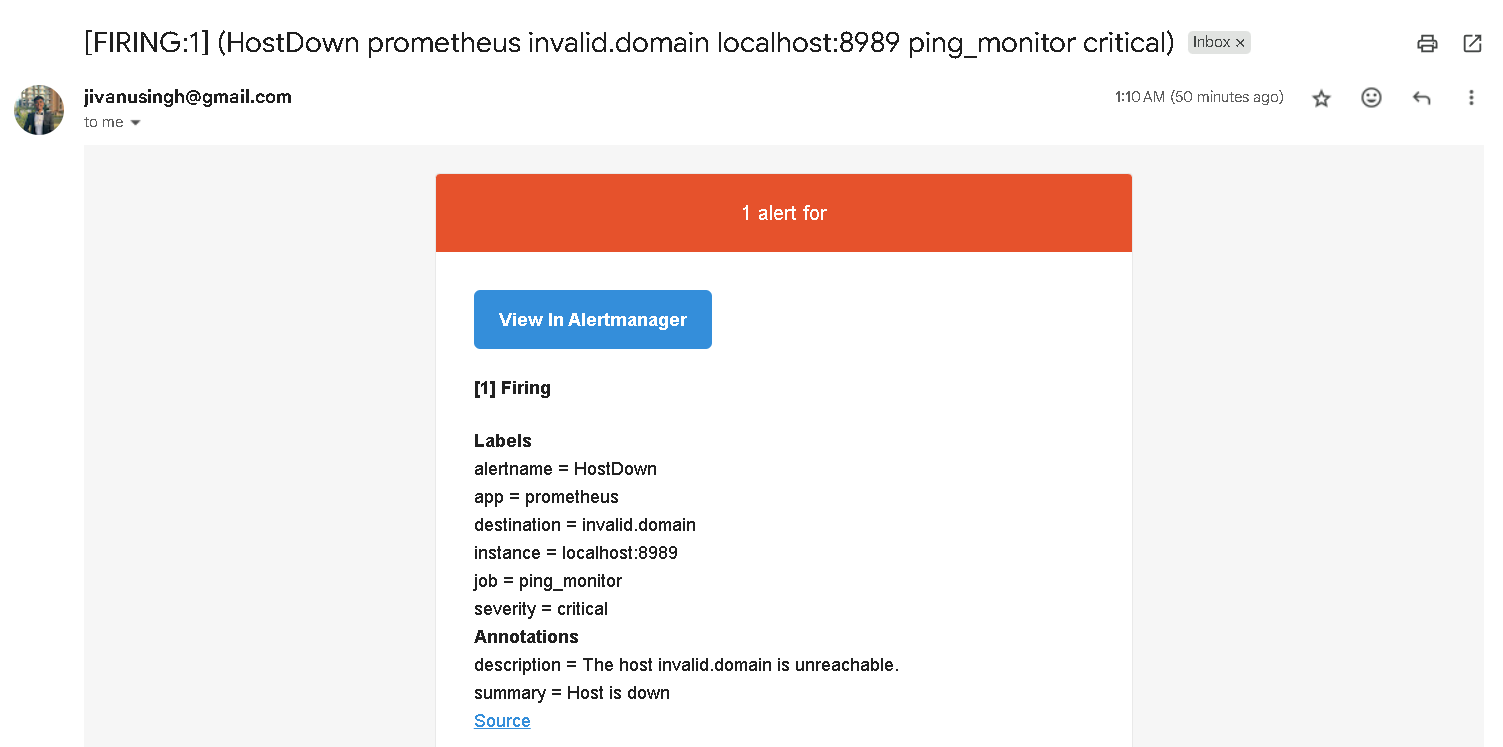 [FIRING:1] (HostDown prometheus invalid.domain localhost:8989 ping_monitor critical) Inbox ×
jivanusingh@gmail.com 1:10 AM (50 minutes ago)
to me
1 alert for
View In Alertmanager
[1] Firing
Labels
alertname = HostDown
app = prometheus
destination = invalid.domain
instance = localhost:8989
job = ping_monitor
severity = critical
Annotations
description = The host invalid.domain is unreachable.
summary = Host is down
Source